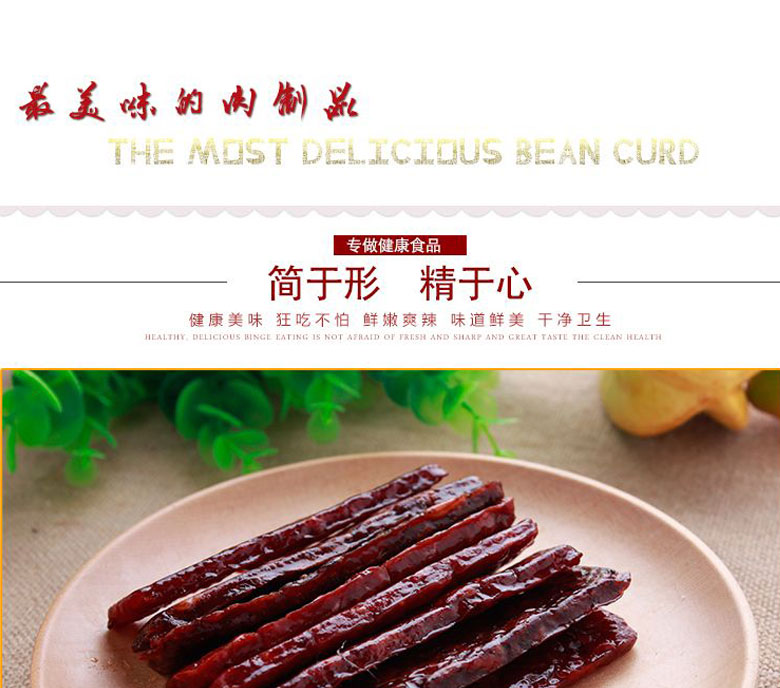 最美味的肉制品
THE MOST DELICIOUS BEAN CURD
专做健康食品
简于形 精于心
健康美味 狂吃不怕 鲜嫩爽辣 味道鲜美 干净卫生
HEALTHY, DELICIOUS BINGE EATING IS NOT AFRAID OF FRESH AND SHARP AND GREAT TASTE THE CLEAN HEALTH